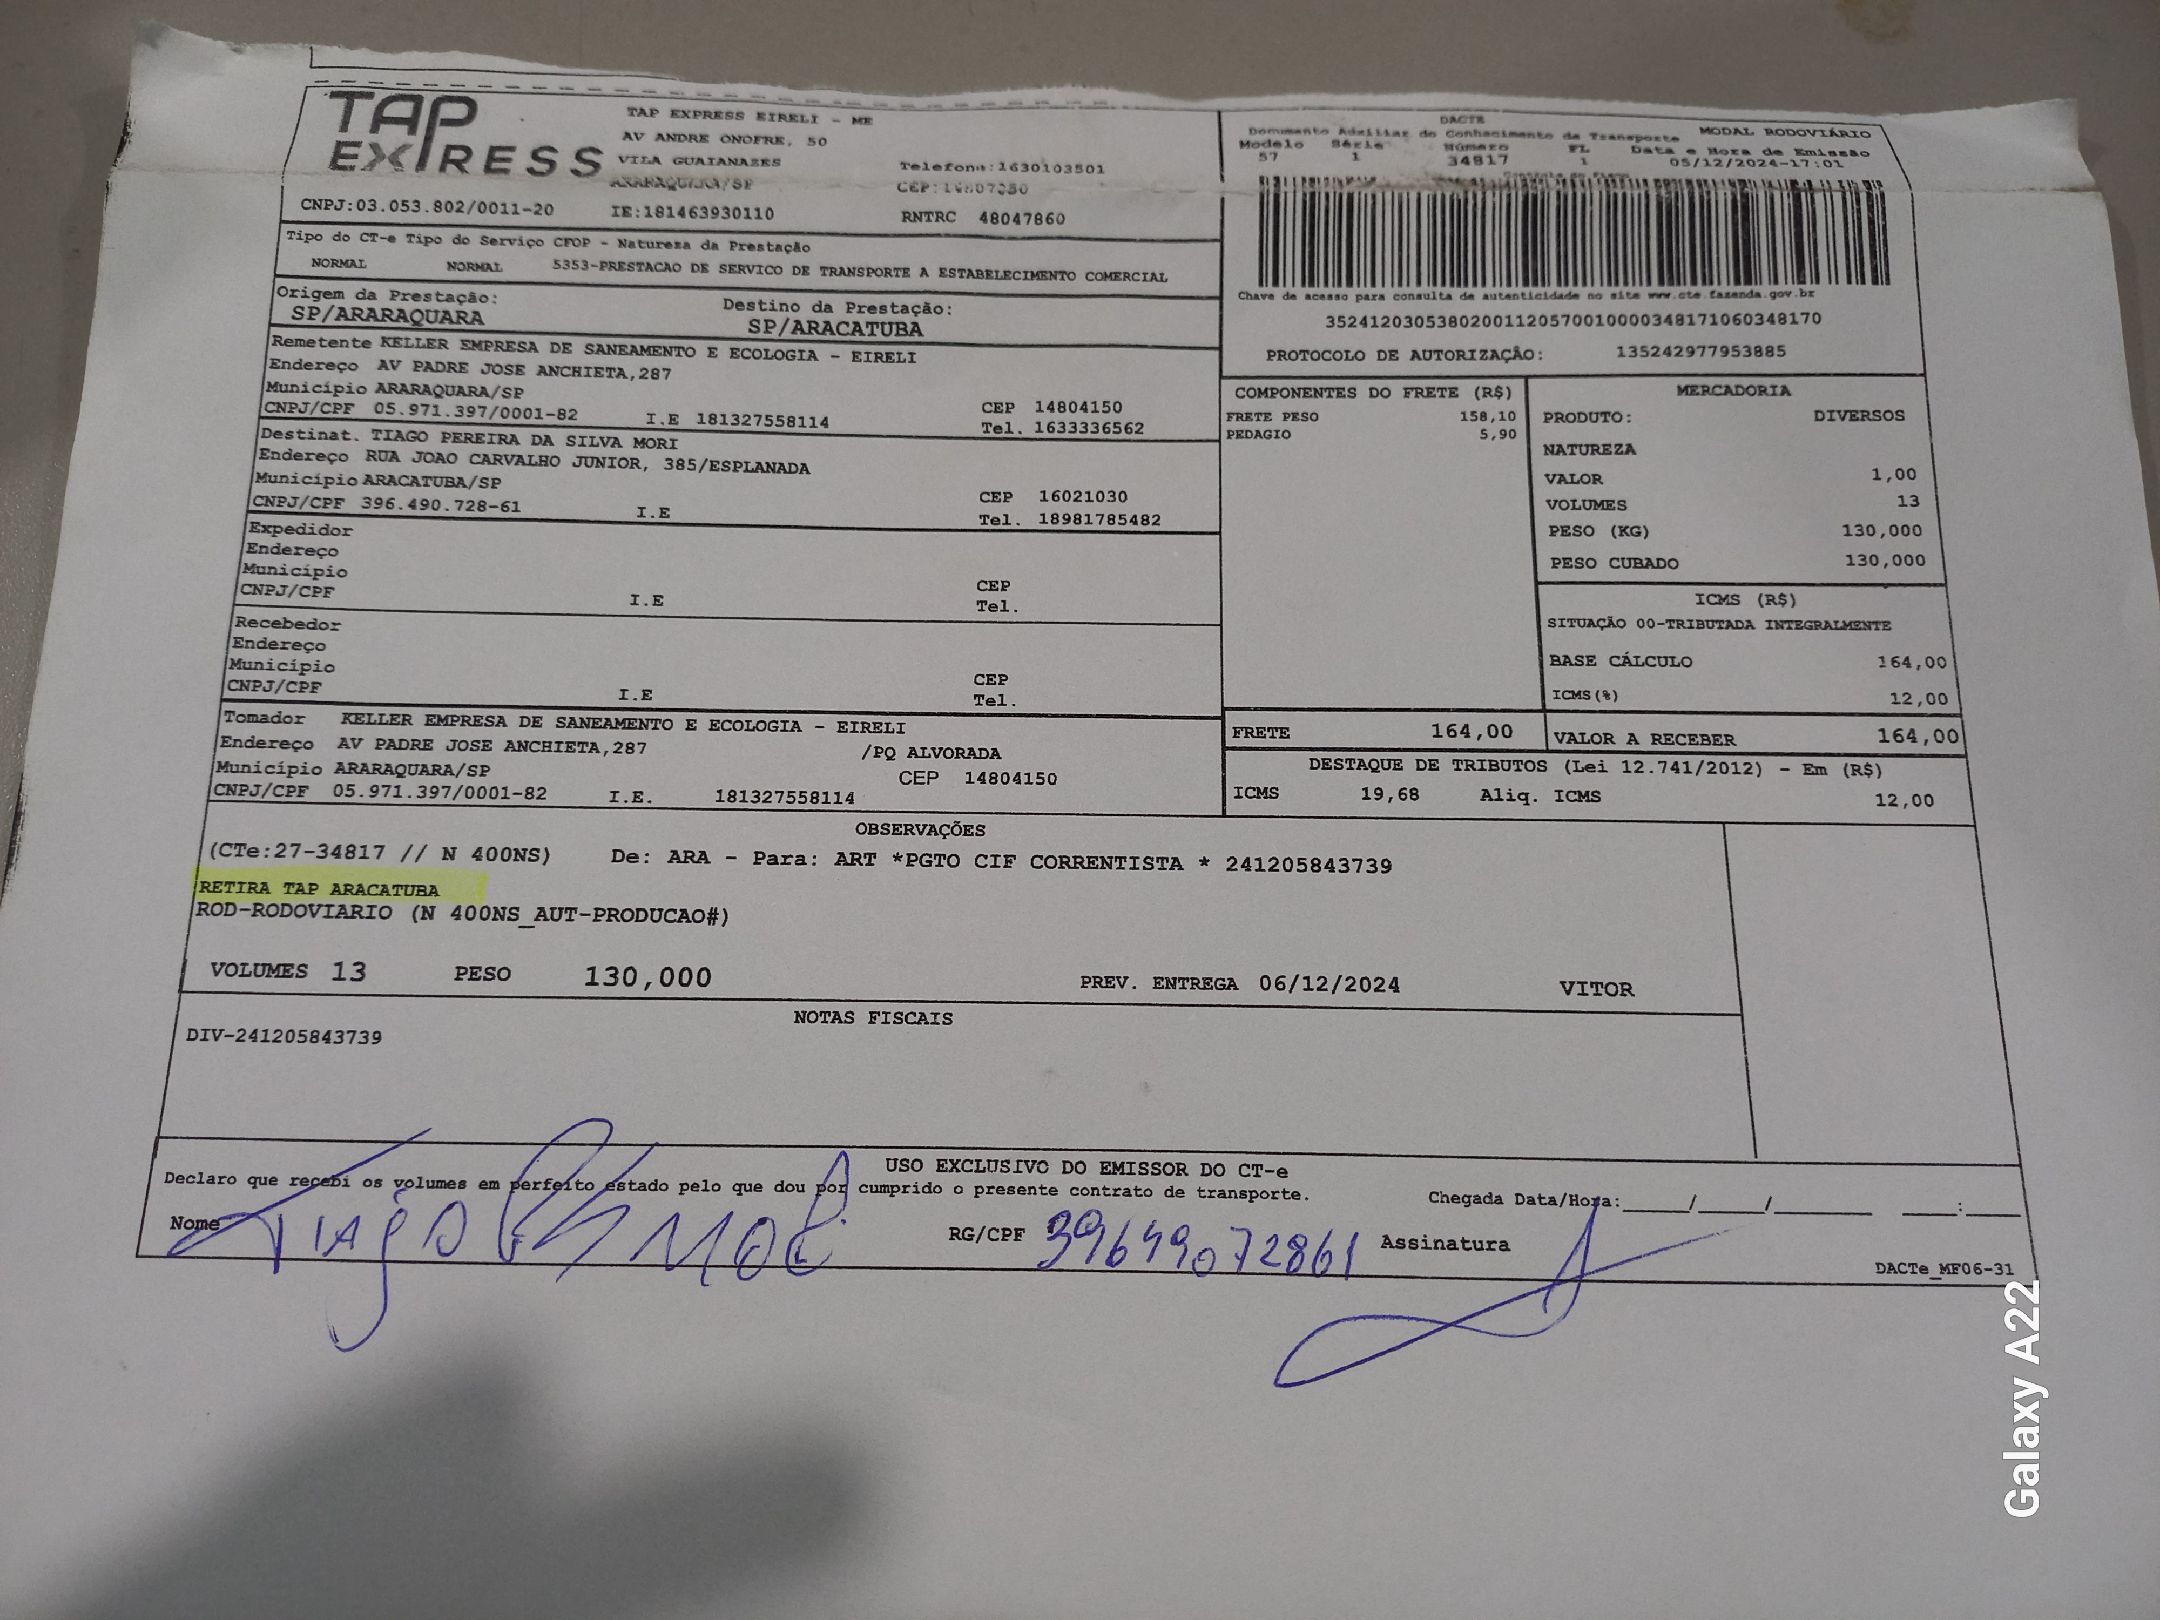 TAP EXPRESS
TAP EXPRESS EIRELI - ME
AV ANDRE ONOFRE, 50
VILA GUAIANAZES
Telefone:1630103501
ARARAQUARA/SP
CEP:14807250
CNPJ:03.053.802/0011-20 IE:181463930110 RNTRC 48047860
DACTE
Documento Auxiliar do Conhecimento de Transporte MODAL RODOVIÁRIO
Modelo Série Número FL Data e Hora de Emissão
57 1 34817 1 05/12/2024-17:01
Chave de acesso para consulta de autenticidade no site www.cte.fazenda.gov.br
35241203053802001120570010000348171060348170
PROTOCOLO DE AUTORIZAÇÃO: 135242977953885
Tipo do CT-e Tipo do Serviço CFOP - Natureza da Prestação
NORMAL NORMAL 5353-PRESTACAO DE SERVICO DE TRANSPORTE A ESTABELECIMENTO COMERCIAL
Origem da Prestação: Destino da Prestação:
SP/ARARAQUARA SP/ARACATUBA
Remetente KELLER EMPRESA DE SANEAMENTO E ECOLOGIA - EIRELI
Endereço AV PADRE JOSE ANCHIETA,287
Município ARARAQUARA/SP CEP 14804150
CNPJ/CPF 05.971.397/0001-82 I.E 181327558114 Tel. 1633336562
Destinat. TIAGO PEREIRA DA SILVA MORI
Endereço RUA JOAO CARVALHO JUNIOR, 385/ESPLANADA
Município ARACATUBA/SP CEP 16021030
CNPJ/CPF 396.490.728-61 I.E Tel. 18981785482
Expedidor
Endereço
Município CEP
CNPJ/CPF I.E Tel.
Recebedor
Endereço
Município CEP
CNPJ/CPF I.E Tel.
Tomador KELLER EMPRESA DE SANEAMENTO E ECOLOGIA - EIRELI
Endereço AV PADRE JOSE ANCHIETA,287 /PQ ALVORADA
Município ARARAQUARA/SP CEP 14804150
CNPJ/CPF 05.971.397/0001-82 I.E. 181327558114
COMPONENTES DO FRETE (R$)
FRETE PESO 158,10
PEDAGIO 5,90
FRETE 164,00
MERCADORIA
PRODUTO: DIVERSOS
NATUREZA
VALOR 1,00
VOLUMES 13
PESO (KG) 130,000
PESO CUBADO 130,000
ICMS (R$)
SITUAÇÃO 00-TRIBUTADA INTEGRALMENTE
BASE CÁLCULO 164,00
ICMS(%) 12,00
VALOR A RECEBER 164,00
DESTAQUE DE TRIBUTOS (Lei 12.741/2012) - Em (R$)
ICMS 19,68 Aliq. ICMS 12,00
OBSERVAÇÕES
(CTe:27-34817 // N 400NS) De: ARA - Para: ART *PGTO CIF CORRENTISTA * 241205843739
RETIRA TAP ARACATUBA
ROD-RODOVIARIO (N 400NS_AUT-PRODUCAO#)
VOLUMES 13 PESO 130,000 PREV. ENTREGA 06/12/2024 VITOR
NOTAS FISCAIS
DIV-241205843739
USO EXCLUSIVO DO EMISSOR DO CT-e
Declaro que recebi os volumes em perfeito estado pelo que dou por cumprido o presente contrato de transporte.
Chegada Data/Hora:_____/_____/_______ ____:____
Nome TIAGO RG/CPF 39649072861 Assinatura
DACTe_MF06-31
Galaxy A22